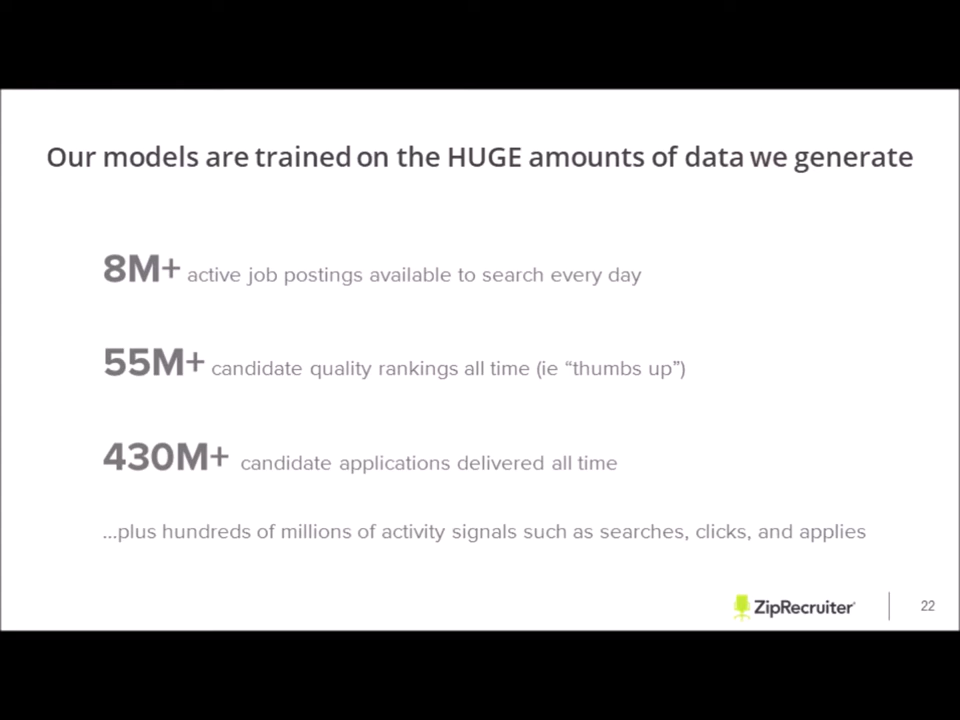 Our models are trained on the HUGE amounts of data we generate
8M+ active job postings available to search every day
55M+ candidate quality rankings all time (ie “thumbs up”)
430M+ candidate applications delivered all time
...plus hundreds of millions of activity signals such as searches, clicks, and applies
ZipRecruiter
22